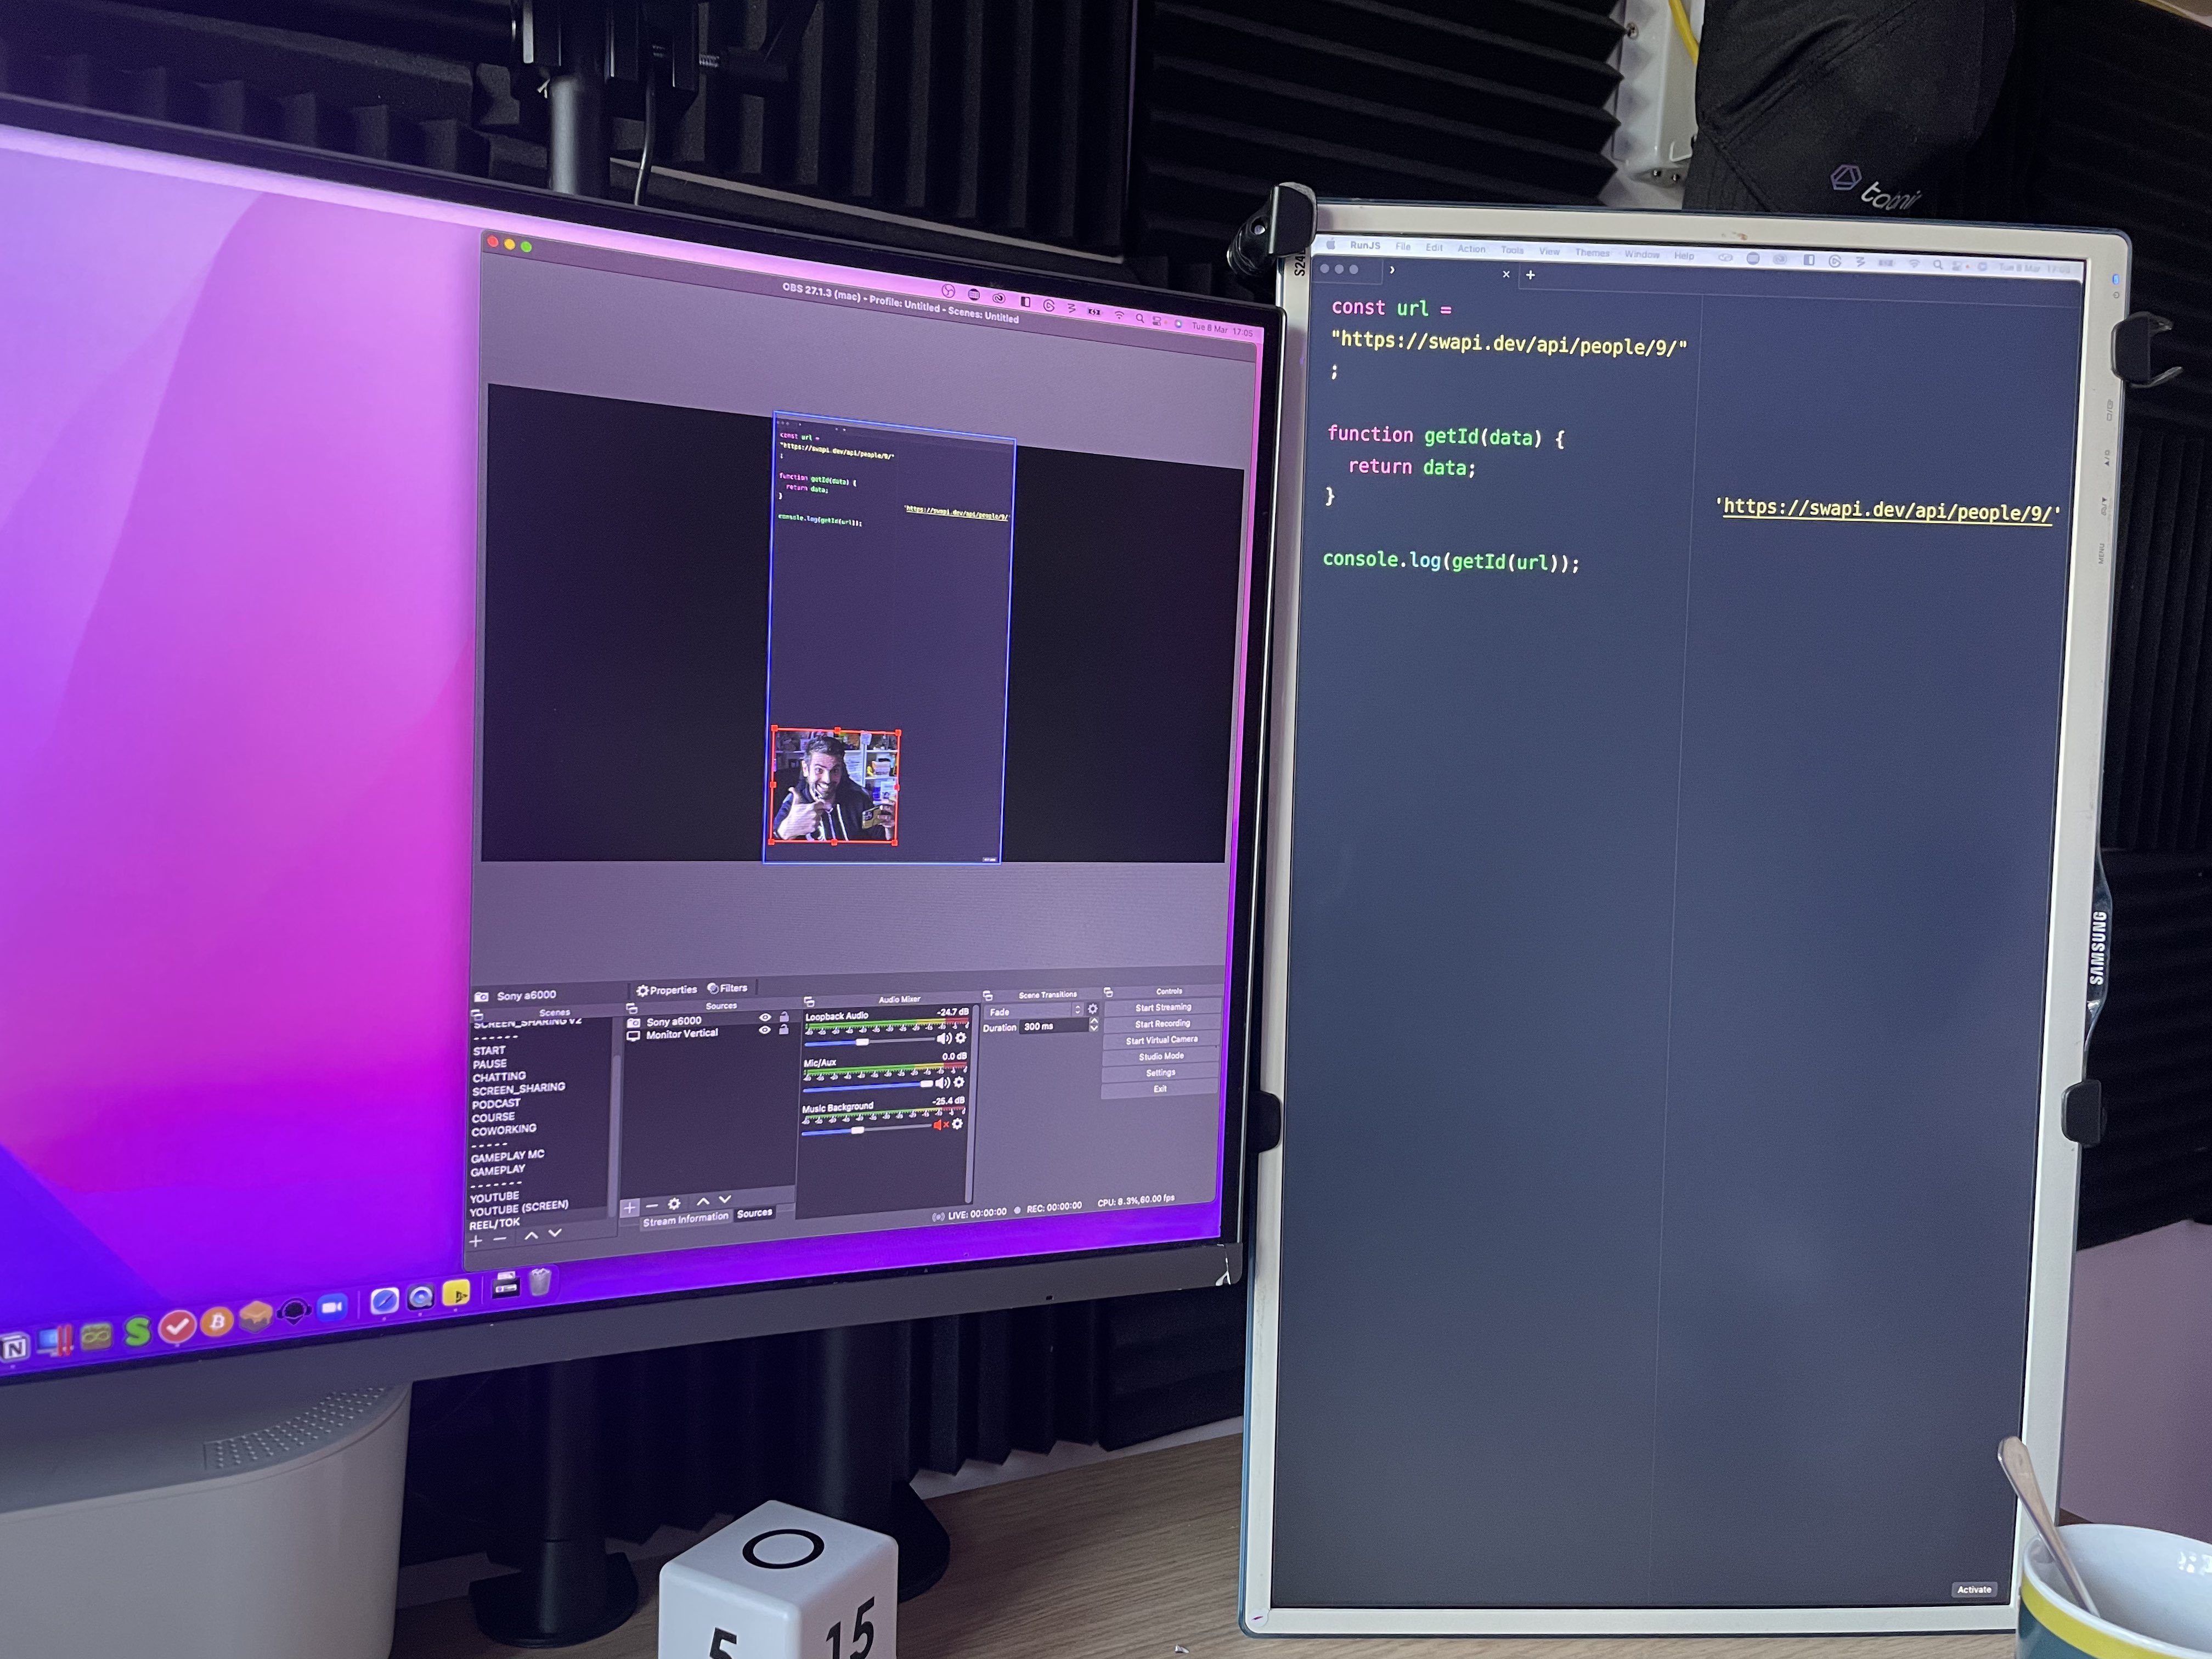 OBS 27.1.3 (mac) - Profile: Untitled - Scenes: Untitled
Tue 8 Mar 17:05
const url =
"https://swapi.dev/api/people/9/"
;
function getId(data) {
return data;
}
'https://swapi.dev/api/people/9/'
console.log(getId(url));
Sony a6000
Properties
Filters
Scenes
SCREEN_SHARING V2
- - - - - -
START
PAUSE
CHATTING
SCREEN_SHARING
PODCAST
COURSE
COWORKING
- - - - -
GAMEPLAY MC
GAMEPLAY
- - - - - - -
YOUTUBE
YOUTUBE (SCREEN)
REEL/TOK
Sources
Sony a6000
Monitor Vertical
Stream Information
Sources
Audio Mixer
Loopback Audio
-24.7 dB
Mic/Aux
0.0 dB
Music Background
-25.4 dB
Scene Transitions
Fade
Duration
300 ms
Controls
Start Streaming
Start Recording
Start Virtual Camera
Studio Mode
Settings
Exit
LIVE: 00:00:00
REC: 00:00:00
CPU: 8.3%, 60.00 fps
RunJS File Edit Action Tools View Themes Window Help
Tue 8 Mar
const url =
"https://swapi.dev/api/people/9/"
;
function getId(data) {
return data;
}
'https://swapi.dev/api/people/9/'
console.log(getId(url));
Activate
SAMSUNG
MENU
5
15